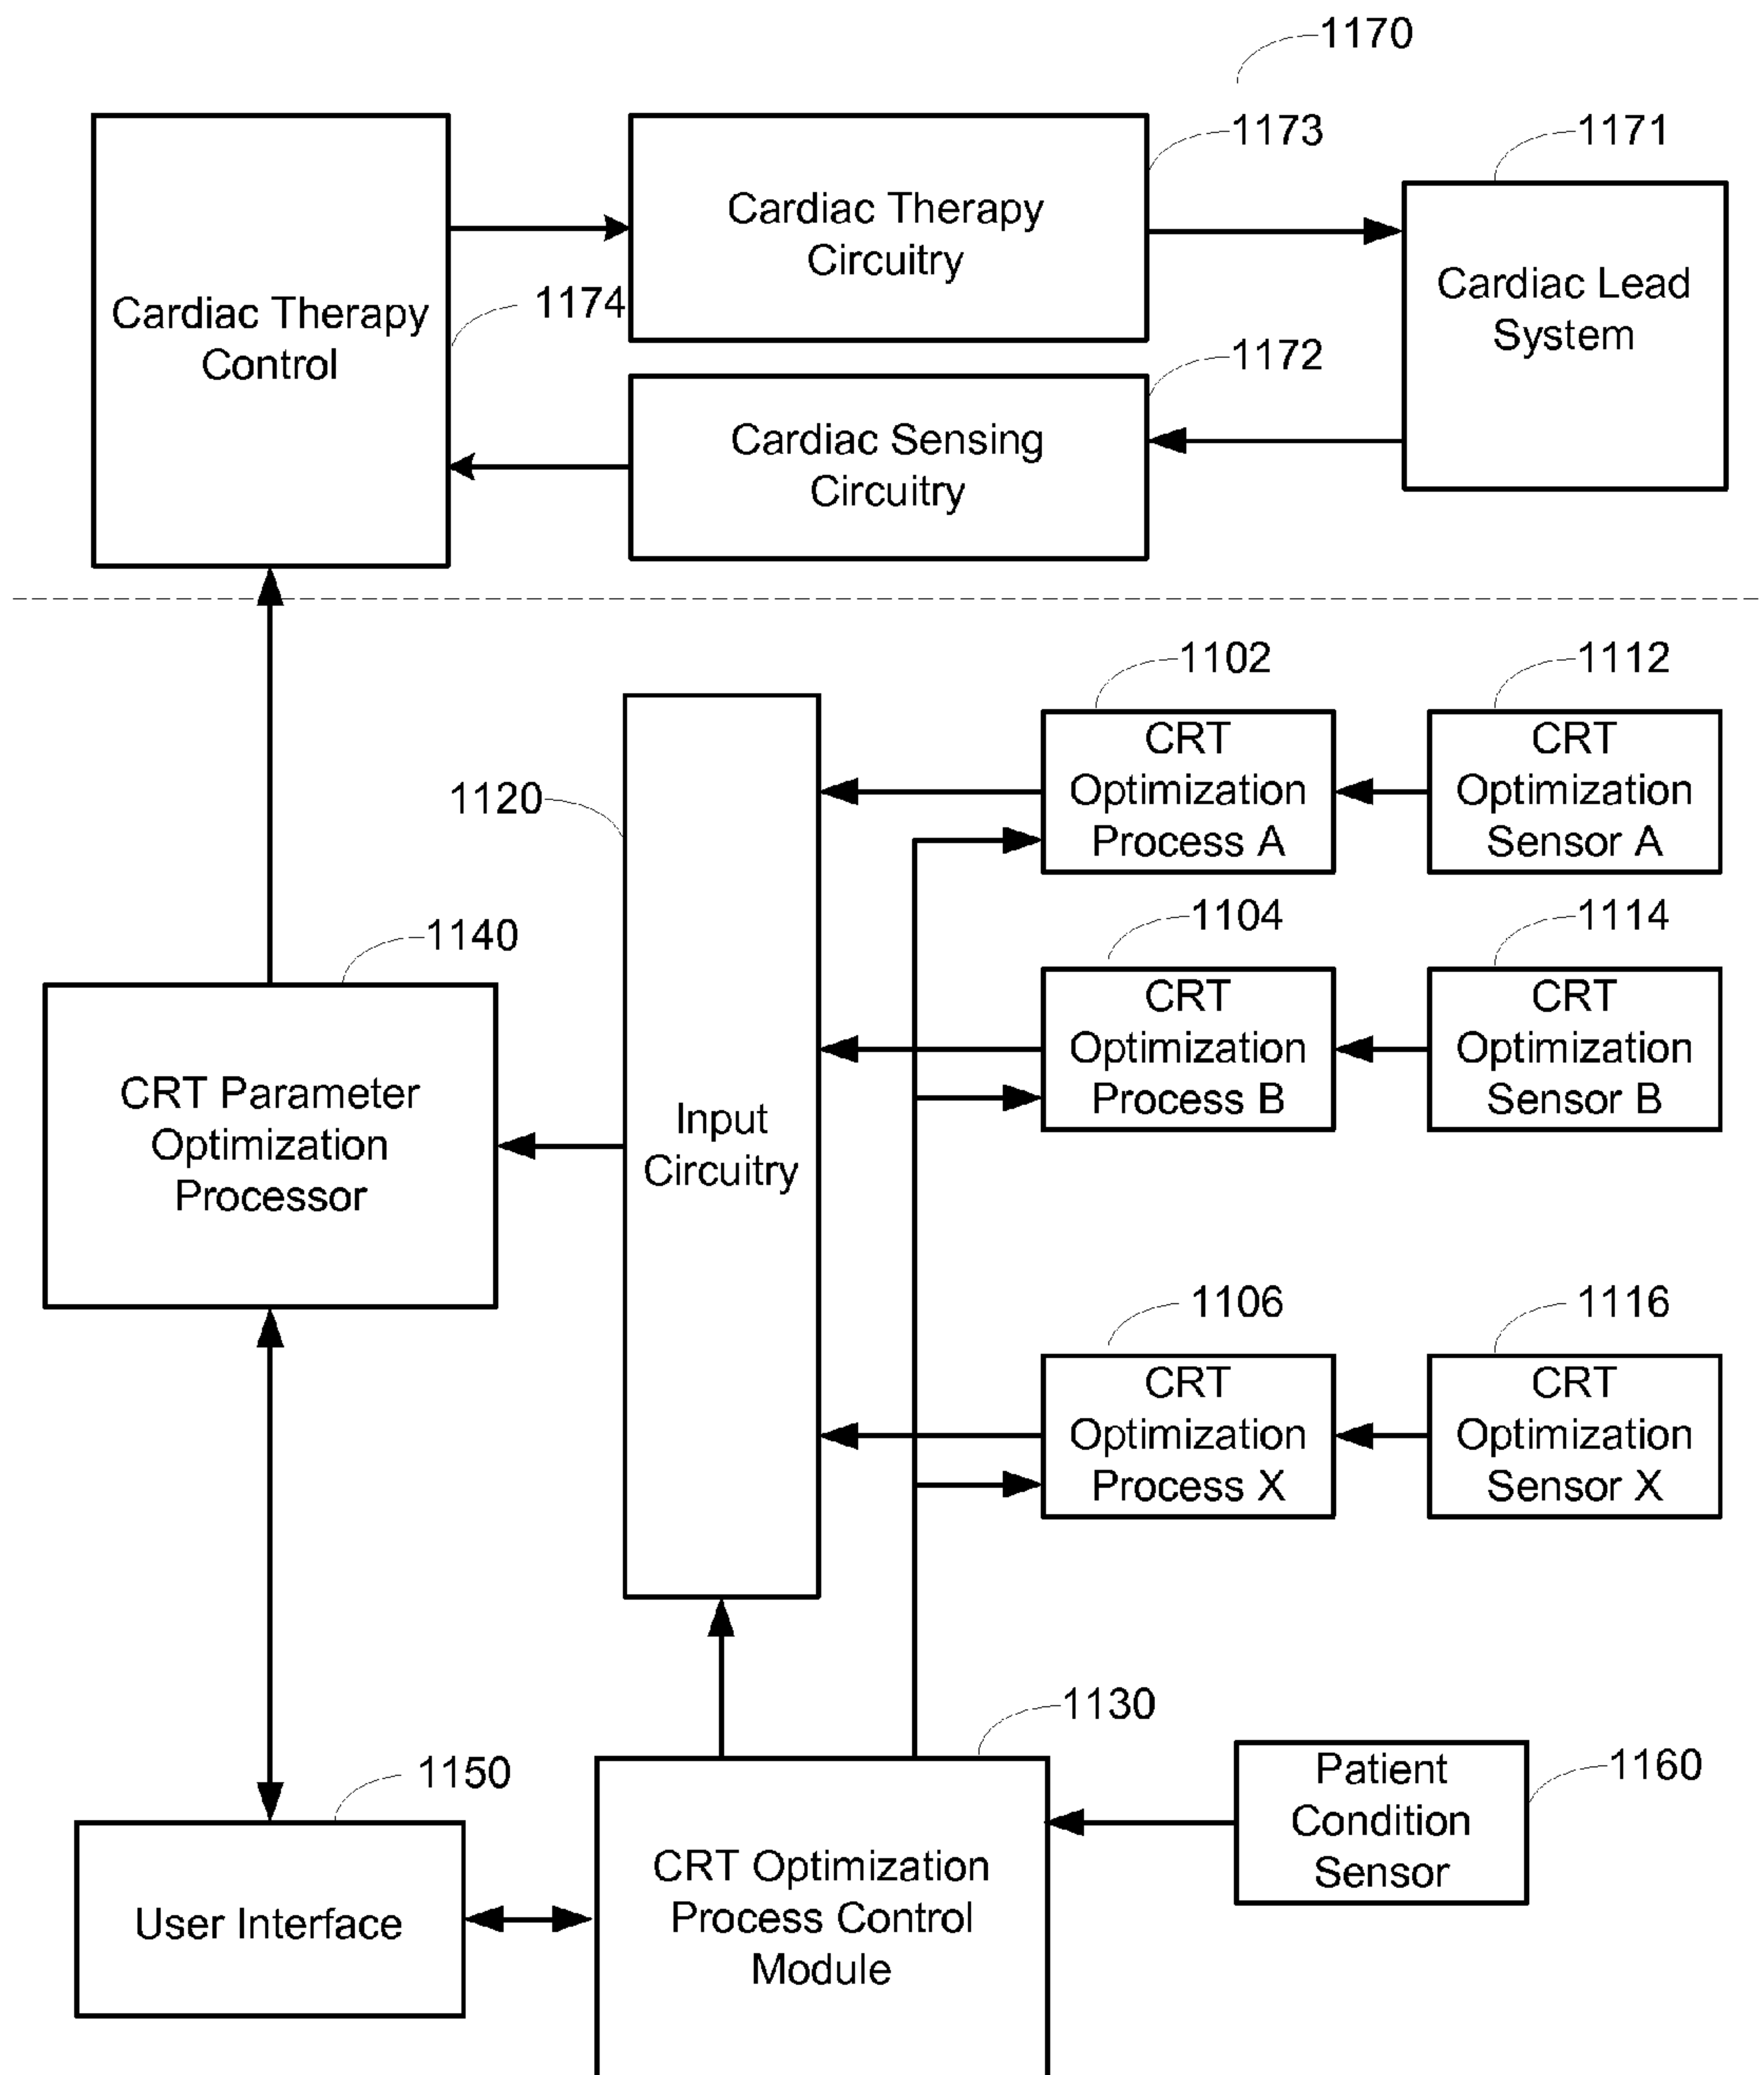 1170
1173
1171
Cardiac Therapy
Circuitry
Cardiac Lead
System
Cardiac Therapy
Control
1174
1172
Cardiac Sensing
Circuitry
1102
1112
CRT
Optimization
Process A
CRT
Optimization
Sensor A
1120
1104
1114
1140
CRT
Optimization
Process B
CRT
Optimization
Sensor B
CRT Parameter
Optimization
Processor
Input
Circuitry
1106
1116
CRT
Optimization
Process X
CRT
Optimization
Sensor X
1130
1150
1160
Patient
Condition
Sensor
User Interface
CRT Optimization
Process Control
Module